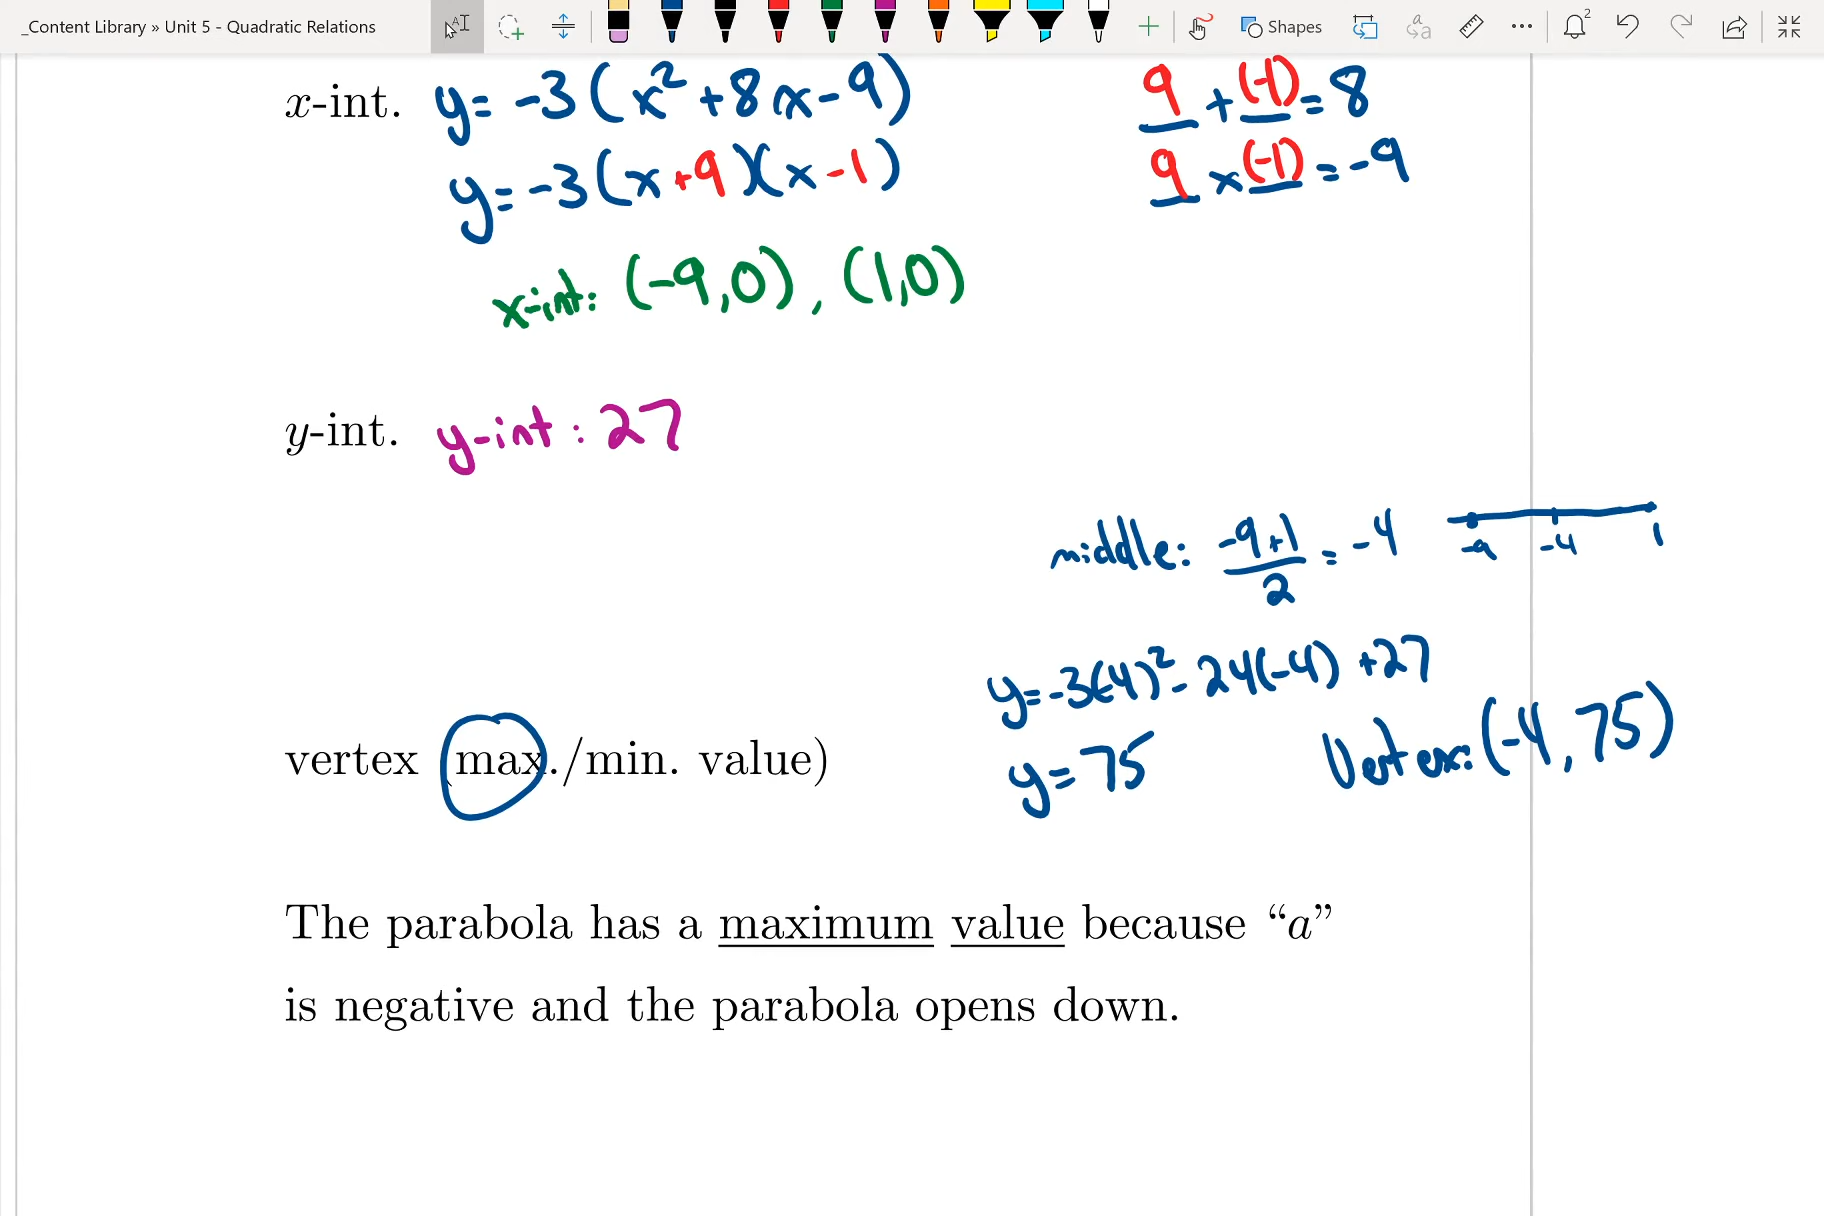 _Content Library » Unit 5 - Quadratic Relations
Shapes
2
x-int. y= -3(x²+8x-9)
9 +(-1)=8
y=-3(x+9)(x-1)
9 x(-1)=-9
x-int: (-9,0), (1,0)
y-int. y-int: 27
middle: -9+1/2 = -4
-9 -4 1
y=-3(-4)²-24(-4)+27
vertex (max./min. value)
y=75
Vertex: (-4, 75)
The parabola has a maximum value because “a”
is negative and the parabola opens down.